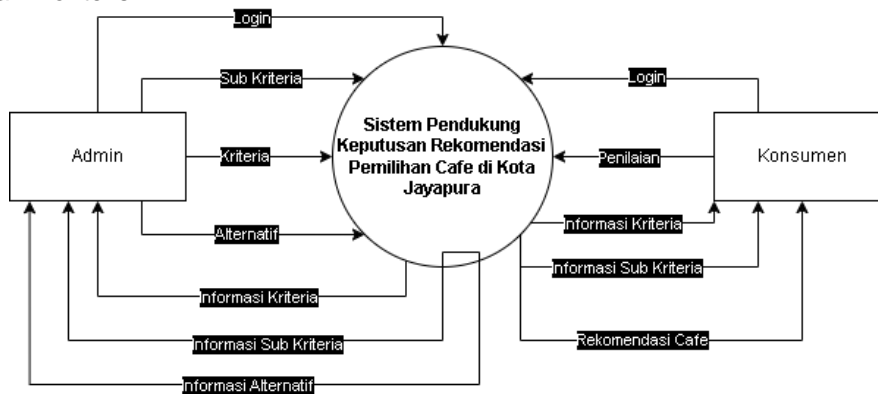 Login
Sub Kriteria
Login
Sistem Pendukung
Keputusan Rekomendasi
Pemilihan Cafe di Kota
Jayapura
Admin
Kriteria
Penilaian
Konsumen
Alternatif
Informasi Kriteria
Informasi Sub Kriteria
Informasi Kriteria
Informasi Sub Kriteria
Rekomendasi Cafe
Informasi Alternatif